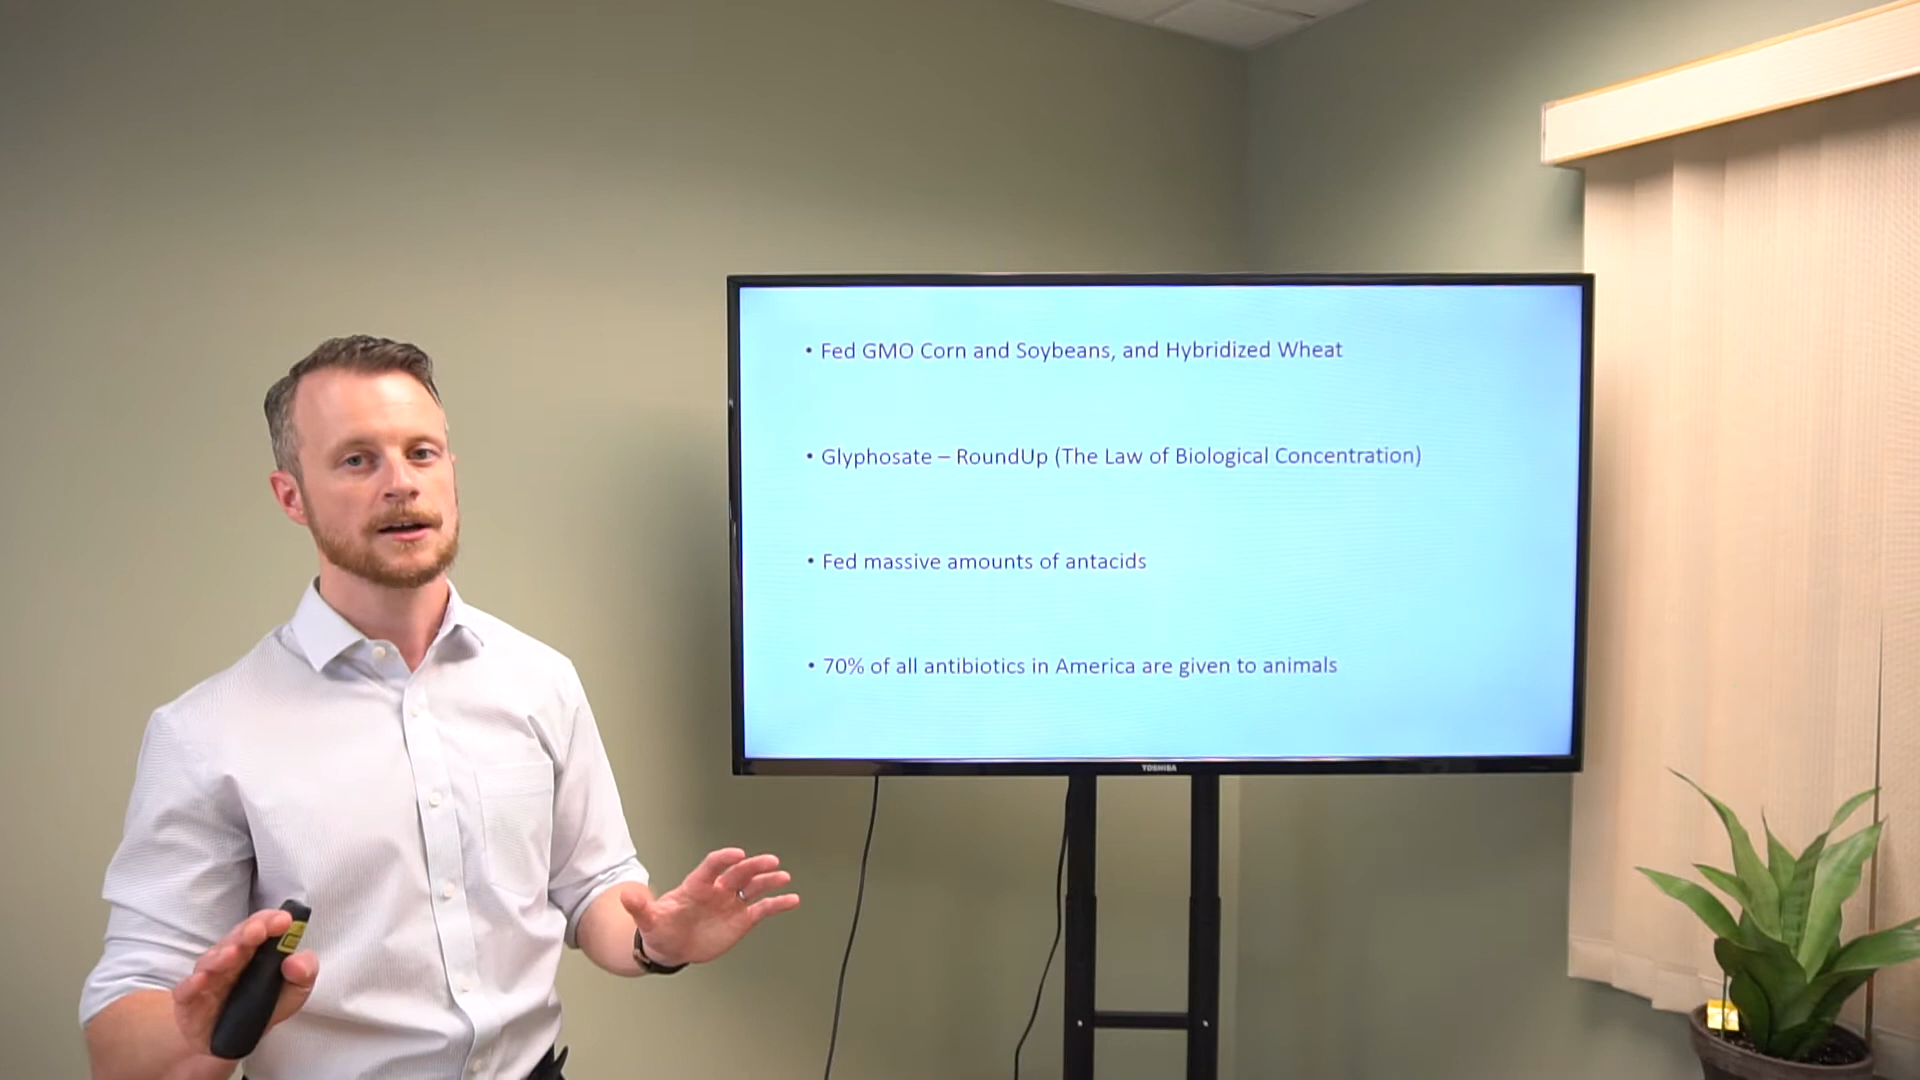 • Fed GMO Corn and Soybeans, and Hybridized Wheat
• Glyphosate – RoundUp (The Law of Biological Concentration)
• Fed massive amounts of antacids
• 70% of all antibiotics in America are given to animals
TOSHIBA